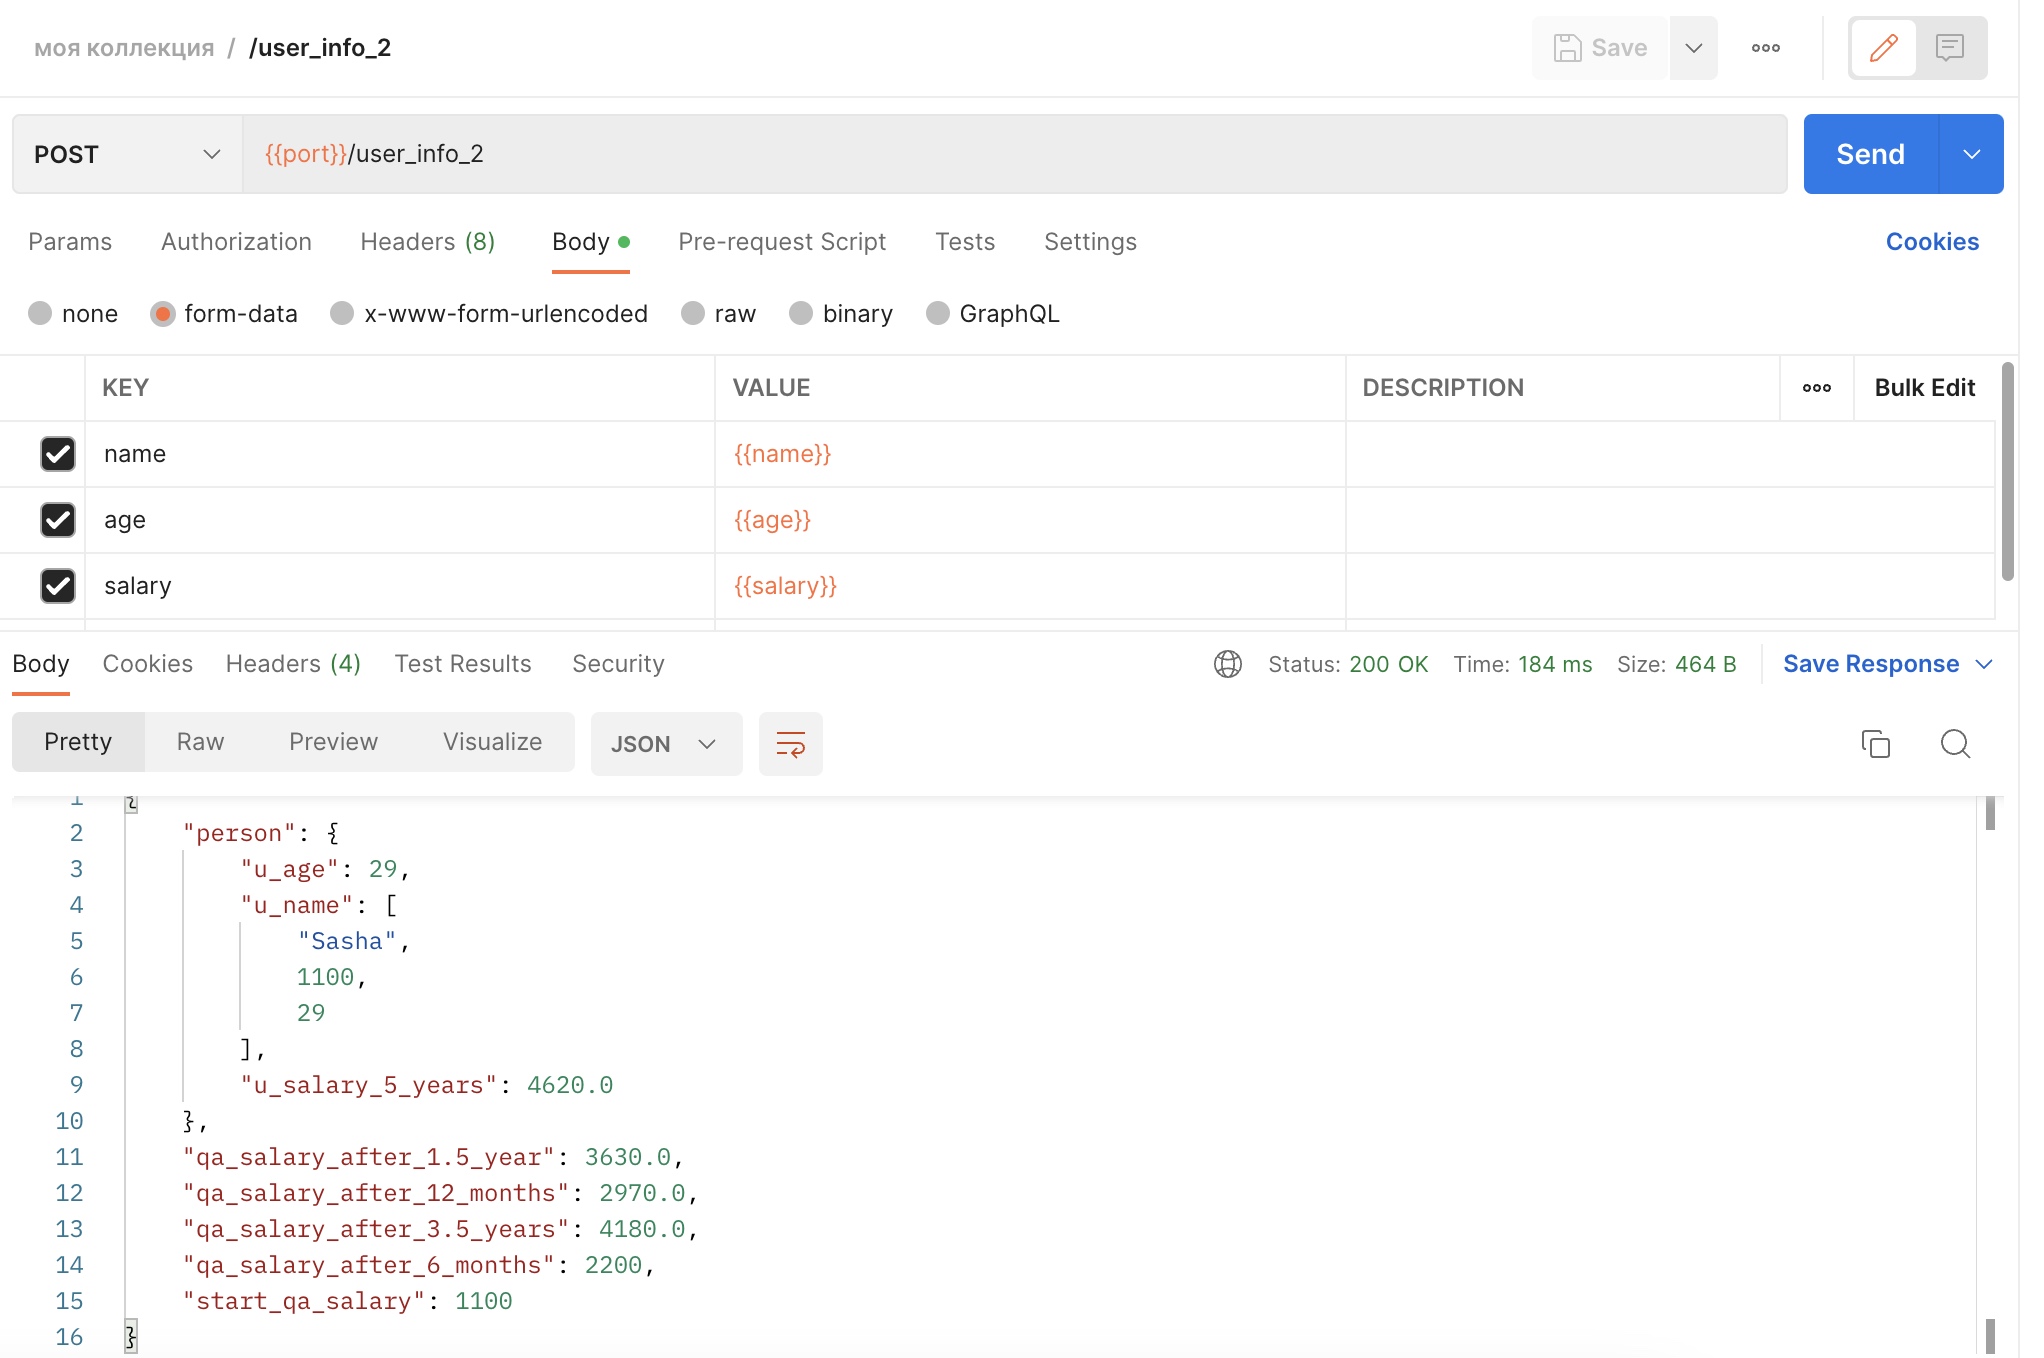 моя коллекция / /user_info_2
Save
POST
{{port}}/user_info_2
Send
Params Authorization Headers (8) Body Pre-request Script Tests Settings Cookies
none form-data x-www-form-urlencoded raw binary GraphQL
KEY VALUE DESCRIPTION Bulk Edit
name {{name}}
age {{age}}
salary {{salary}}
Body Cookies Headers (4) Test Results Security Status: 200 OK Time: 184 ms Size: 464 B Save Response
Pretty Raw Preview Visualize JSON
1 {
2 "person": {
3 "u_age": 29,
4 "u_name": [
5 "Sasha",
6 1100,
7 29
8 ],
9 "u_salary_5_years": 4620.0
10 },
11 "qa_salary_after_1.5_year": 3630.0,
12 "qa_salary_after_12_months": 2970.0,
13 "qa_salary_after_3.5_years": 4180.0,
14 "qa_salary_after_6_months": 2200,
15 "start_qa_salary": 1100
16 }